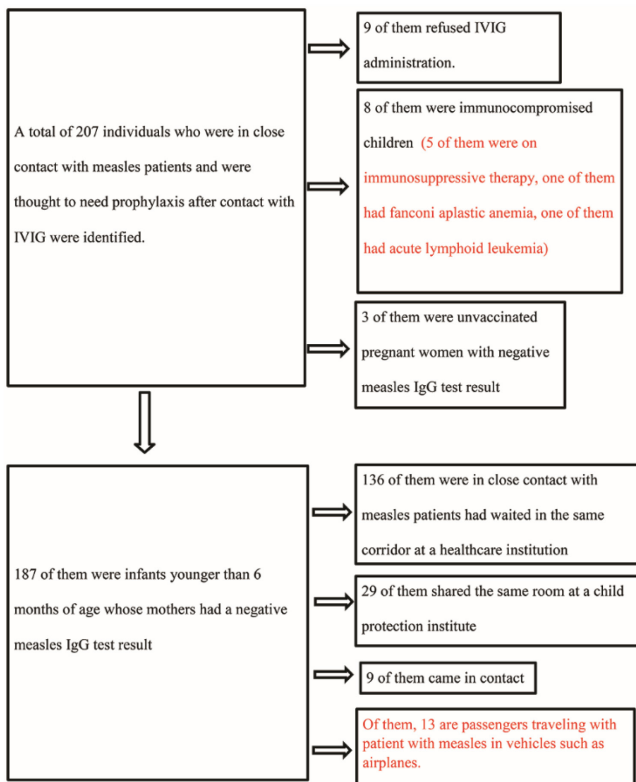 9 of them refused IVIG
administration.
A total of 207 individuals who were in close
contact with measles patients and were
thought to need prophylaxis after contact with
IVIG were identified.
8 of them were immunocompromised
children (5 of them were on
immunosuppressive therapy, one of them
had fanconi aplastic anemia, one of them
had acute lymphoid leukemia)
3 of them were unvaccinated
pregnant women with negative
measles IgG test result
187 of them were infants younger than 6
months of age whose mothers had a negative
measles IgG test result
136 of them were in close contact with
measles patients had waited in the same
corridor at a healthcare institution
29 of them shared the same room at a child
protection institute
9 of them came in contact
Of them, 13 are passengers traveling with
patient with measles in vehicles such as
airplanes.